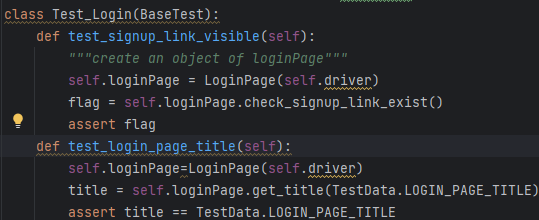 class Test_Login(BaseTest):
    def test_signup_link_visible(self):
        """create an object of loginPage"""
        self.loginPage = LoginPage(self.driver)
        flag = self.loginPage.check_signup_link_exist()
        assert flag
    def test_login_page_title(self):
        self.loginPage=LoginPage(self.driver)
        title = self.loginPage.get_title(TestData.LOGIN_PAGE_TITLE)
        assert title == TestData.LOGIN_PAGE_TITLE